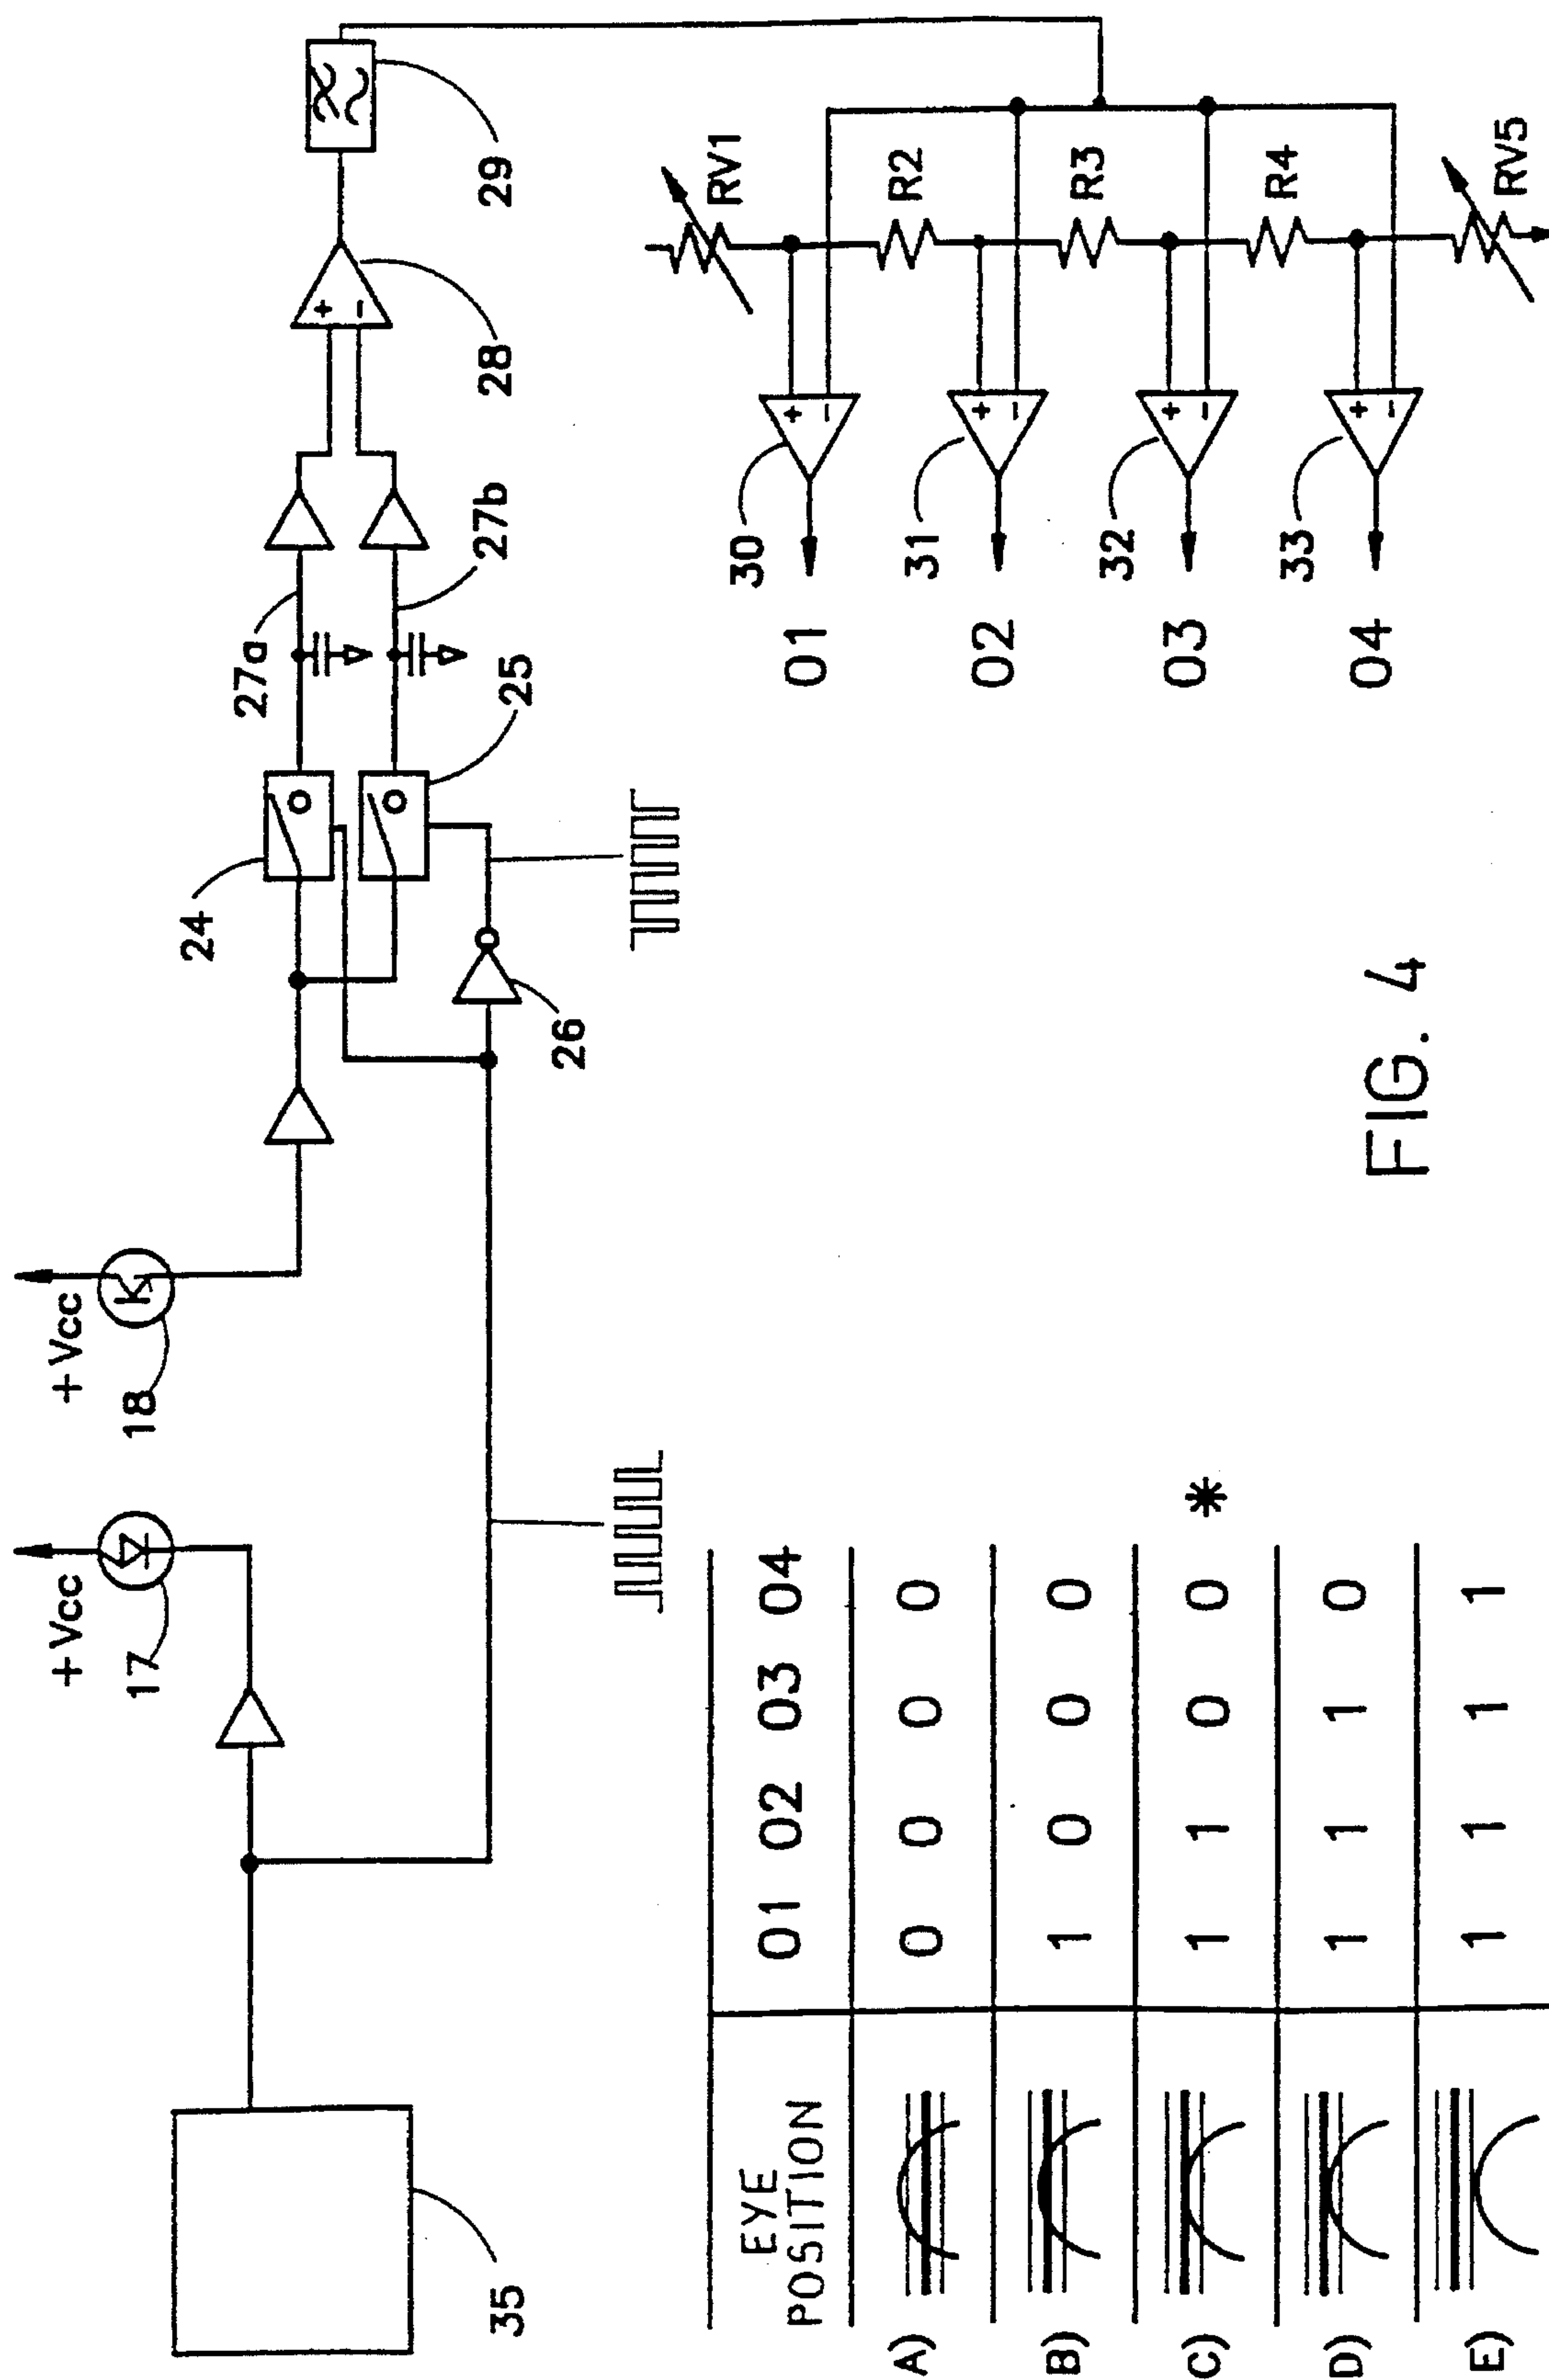 +Vcc
+Vcc
17
18
35
24
25
26
27a
27b
28
+
-
29
RV1
R2
R3
R4
RV5
30
+
-
31
+
-
32
+
-
33
+
-
01
02
03
04
EYE POSITION 01 02 03 04
A) 0 0 0 0
B) 1 0 0 0
C) 1 1 0 0 *
D) 1 1 1 0
E) 1 1 1 1
FIG. 4